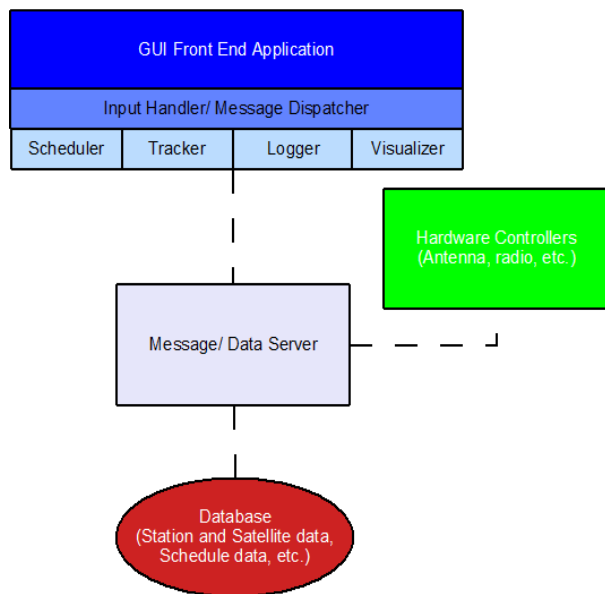 GUI Front End Application
Input Handler/ Message Dispatcher
Scheduler
Tracker
Logger
Visualizer
Hardware Controllers
(Antenna, radio, etc.)
Message/ Data Server
Database
(Station and Satellite data,
Schedule data, etc.)